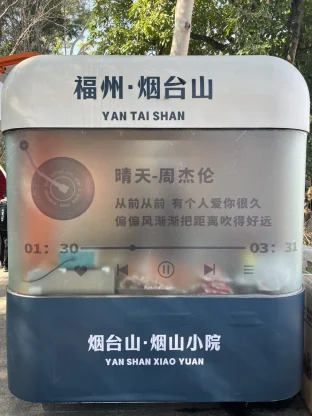 福州·烟台山
YAN TAI SHAN
晴天-周杰伦
从前从前 有个人爱你很久
偏偏风渐渐把距离吹得好远
01: 30
03: 31
烟台山·烟山小院
YAN SHAN XIAO YUAN